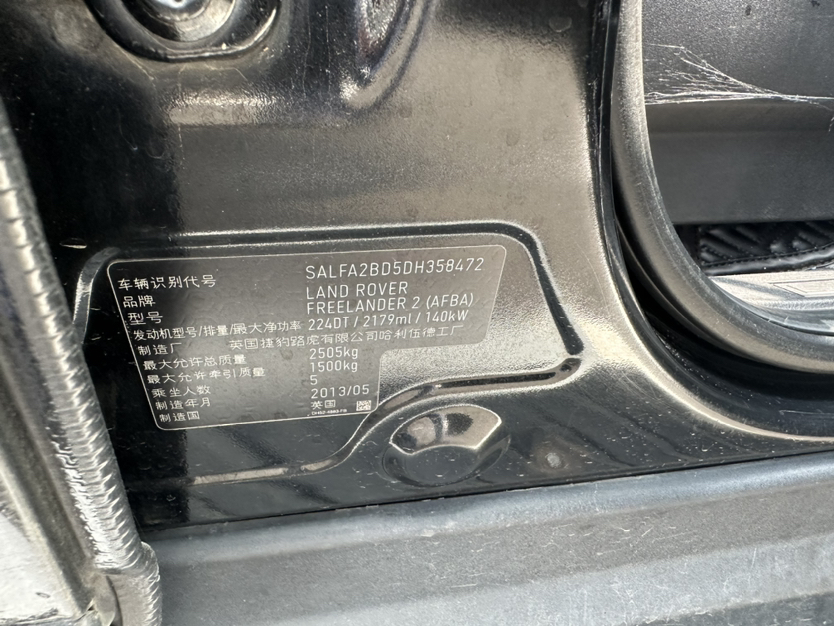 车辆识别代号 SALFA2BD5DH358472
品牌 LAND ROVER
型号 FREELANDER 2 (AFBA)
发动机型号/排量/最大净功率 224DT / 2179ml / 140kW
制造厂 英国捷豹路虎有限公司哈利伍德工厂
最大允许总质量 2505kg
最大允许牵引质量 1500kg
乘坐人数 5
制造年月 2013/05
制造国 英国